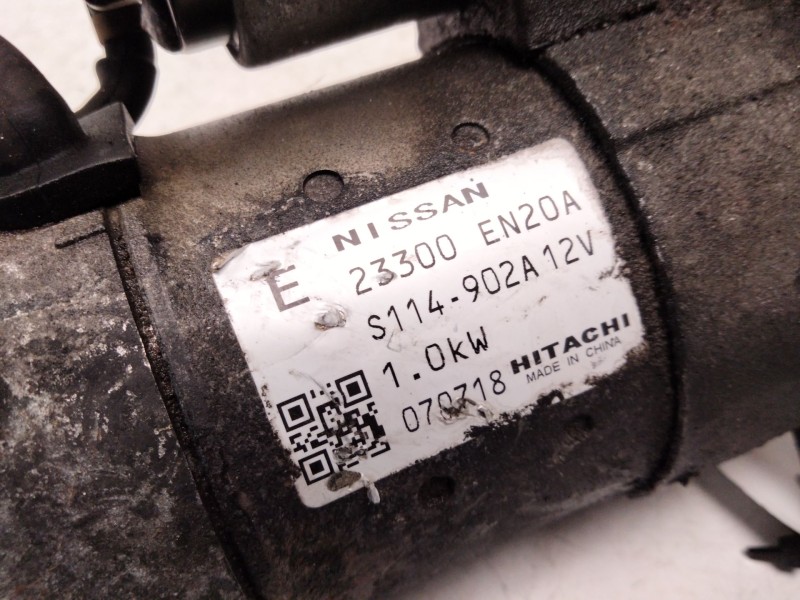 NISSAN
E 23300 EN20A
S114-902A 12V
1.0kW
070718 HITACHI
MADE IN CHINA